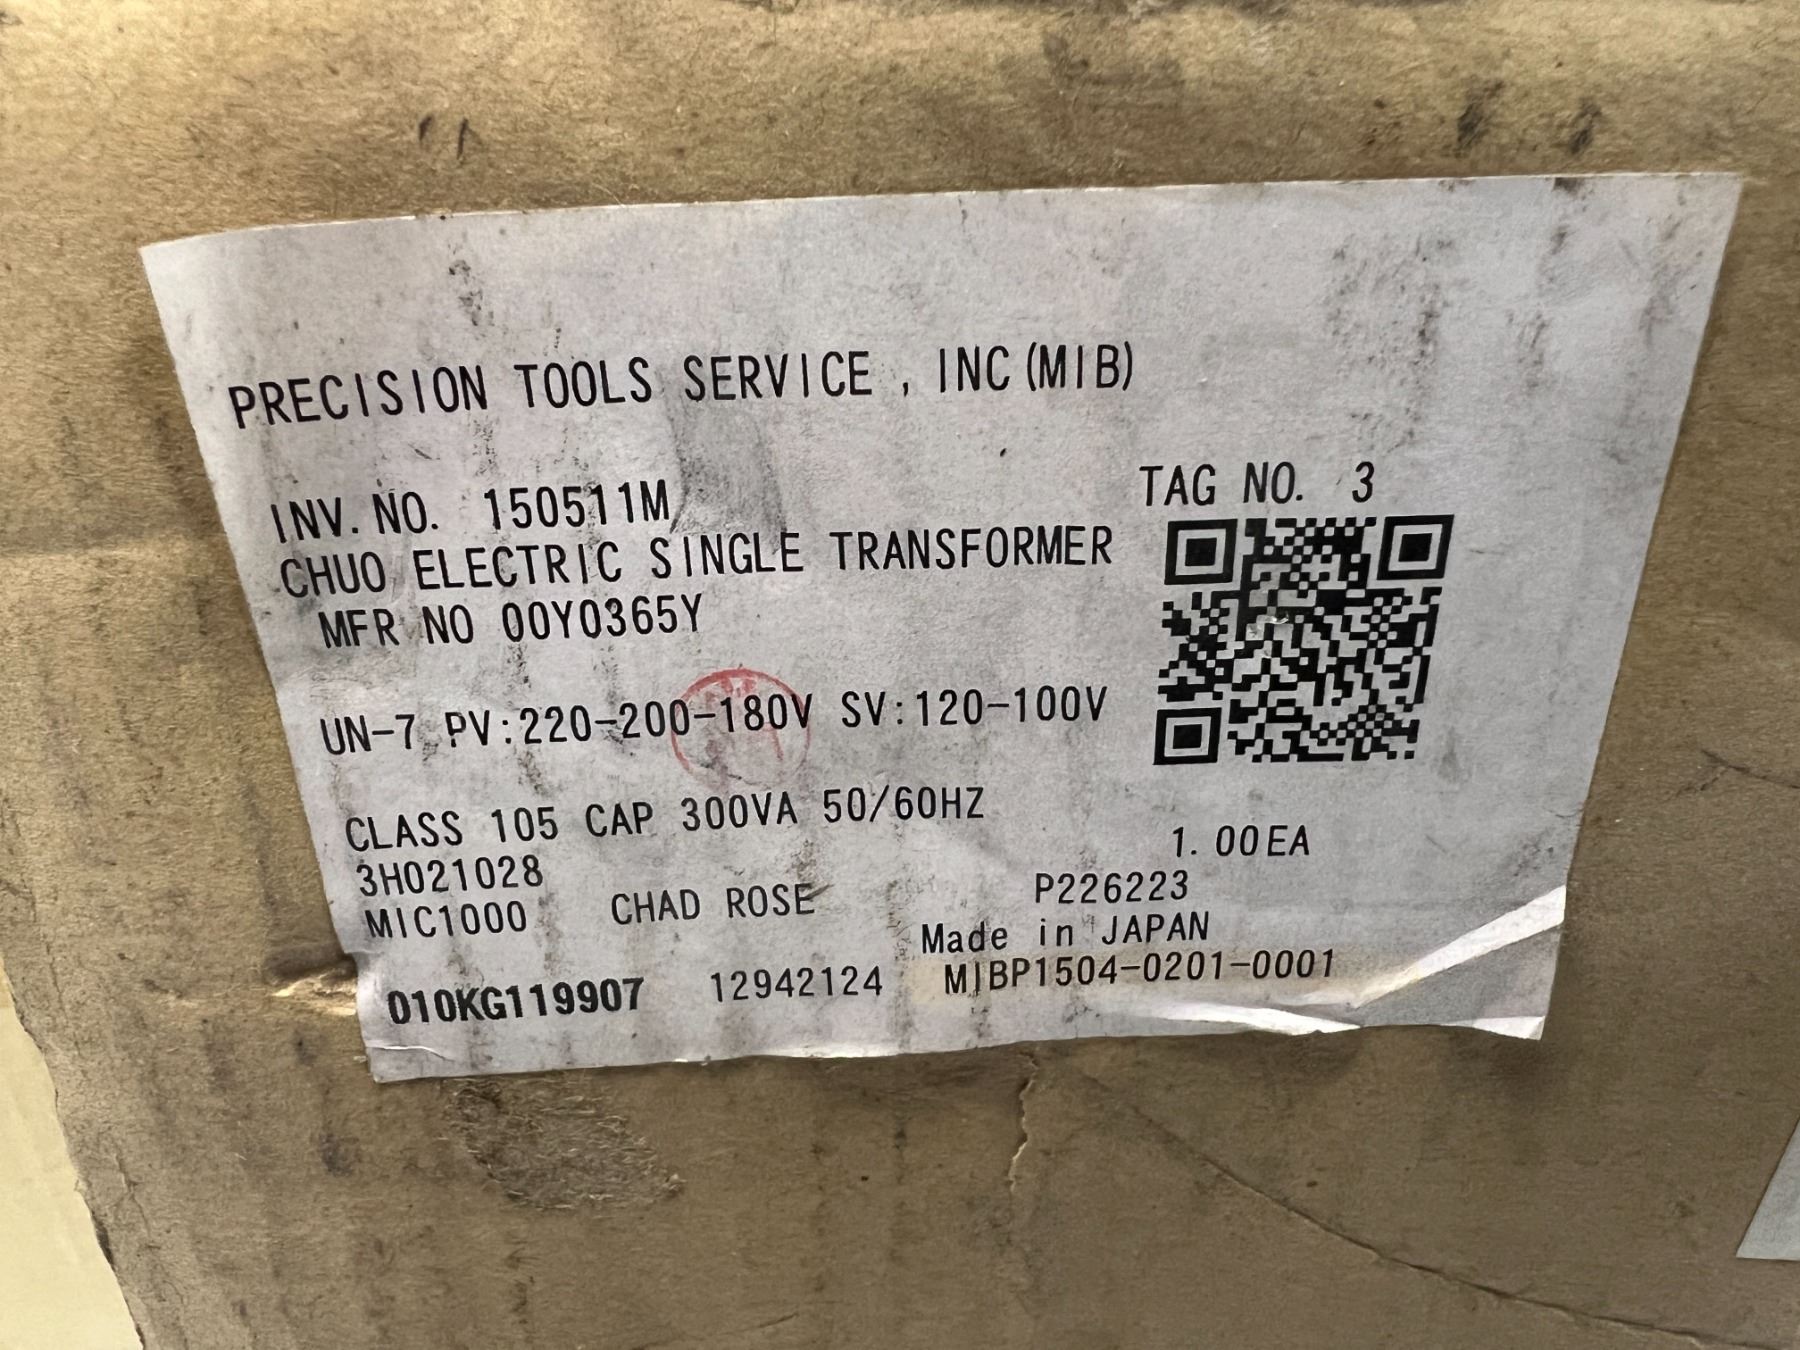 PRECISION TOOLS SERVICE , INC (MIB)
INV. NO. 150511M
TAG NO. 3
CHUO ELECTRIC SINGLE TRANSFORMER
MFR NO 00Y0365Y
UN-7 PV:220-200-180V SV:120-100V
CLASS 105 CAP 300VA 50/60HZ
1.00EA
3H021028
P226223
MIC1000 CHAD ROSE
Made in JAPAN
010KG119907 12942124 MIBP1504-0201-0001